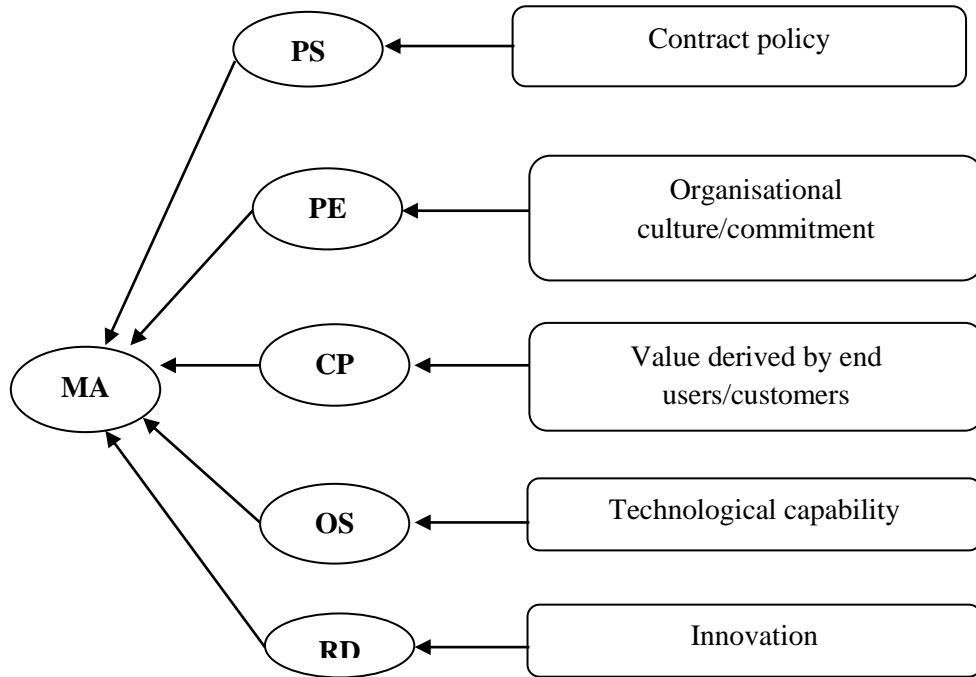 PS
Contract policy
PE
Organisational
culture/commitment
MA
CP
Value derived by end
users/customers
OS
Technological capability
RD
Innovation